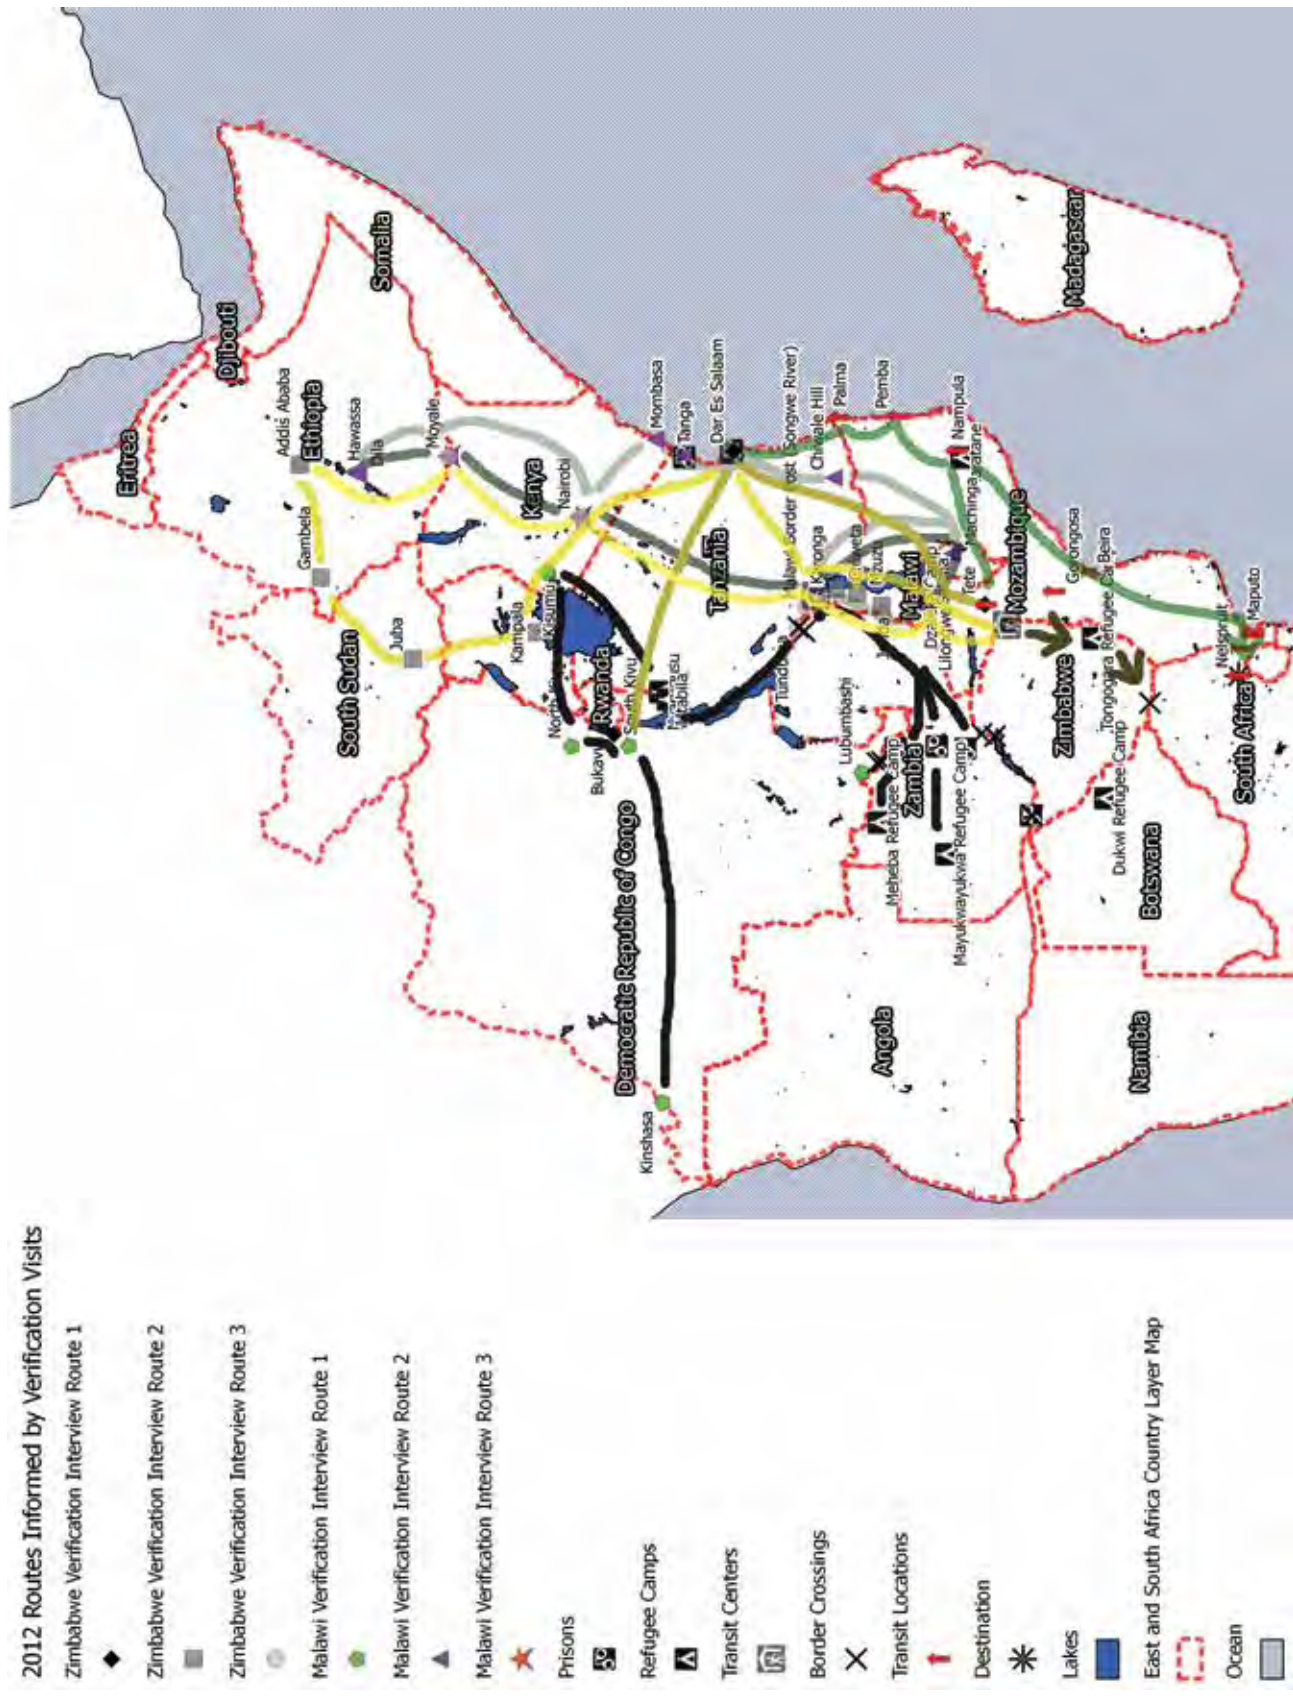 2012 Routes Informed by Verification Visits
Zimbabwe Verification Interview Route 1
Zimbabwe Verification Interview Route 2
Zimbabwe Verification Interview Route 3
Malawi Verification Interview Route 1
Malawi Verification Interview Route 2
Malawi Verification Interview Route 3
Prisons
Refugee Camps
Transit Centers
Border Crossings
Transit Locations
Destination
Lakes
East and South Africa Country Layer Map
Ocean
Eritrea
Djibouti
Somalia
Addis Ababa
Ethiopia
Hawassa
Dila
Moyale
Gambela
South Sudan
Juba
Kampala
Kisumu
Kenya
Nairobi
Mombasa
Tanga
Dar Es Salaam
Tanzania
Rwanda
Democratic Republic of Congo
Kinshasa
Songwe River)
Chiwale Hill
Palma
Pemba
Nampula
Machinga
Mozambique
Tete
Gorongosa
Beira
Lubumbashi
Meheba Refugee Camp
Zambia
Mayukwayukwa Refugee Camp
Angola
Namibia
Botswana
Dukwi Refugee Camp
Zimbabwe
Tongogara Refugee Camp
Nelspruit
Maputo
South Africa
Madagascar